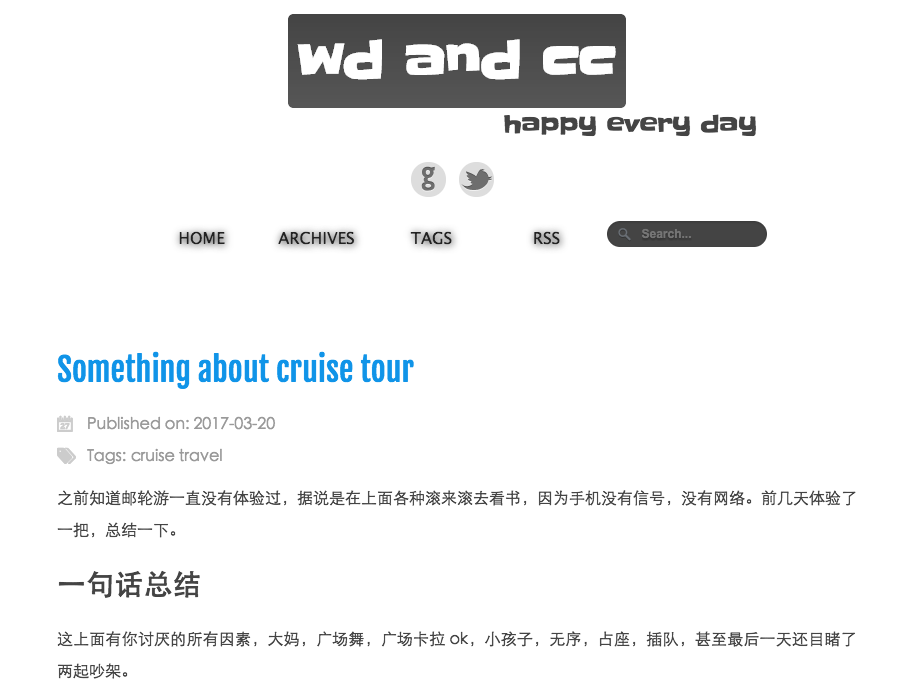 wd and cc
happy every day
g
HOME ARCHIVES TAGS RSS Search...
Something about cruise tour
27 Published on: 2017-03-20
Tags: cruise travel
之前知道邮轮游一直没有体验过，据说是在上面各种滚来滚去看书，因为手机没有信号，没有网络。前几天体验了
一把，总结一下。
一句话总结
这上面有你讨厌的所有因素，大妈，广场舞，广场卡拉 ok，小孩子，无序，占座，插队，甚至最后一天还目睹了
两起吵架。